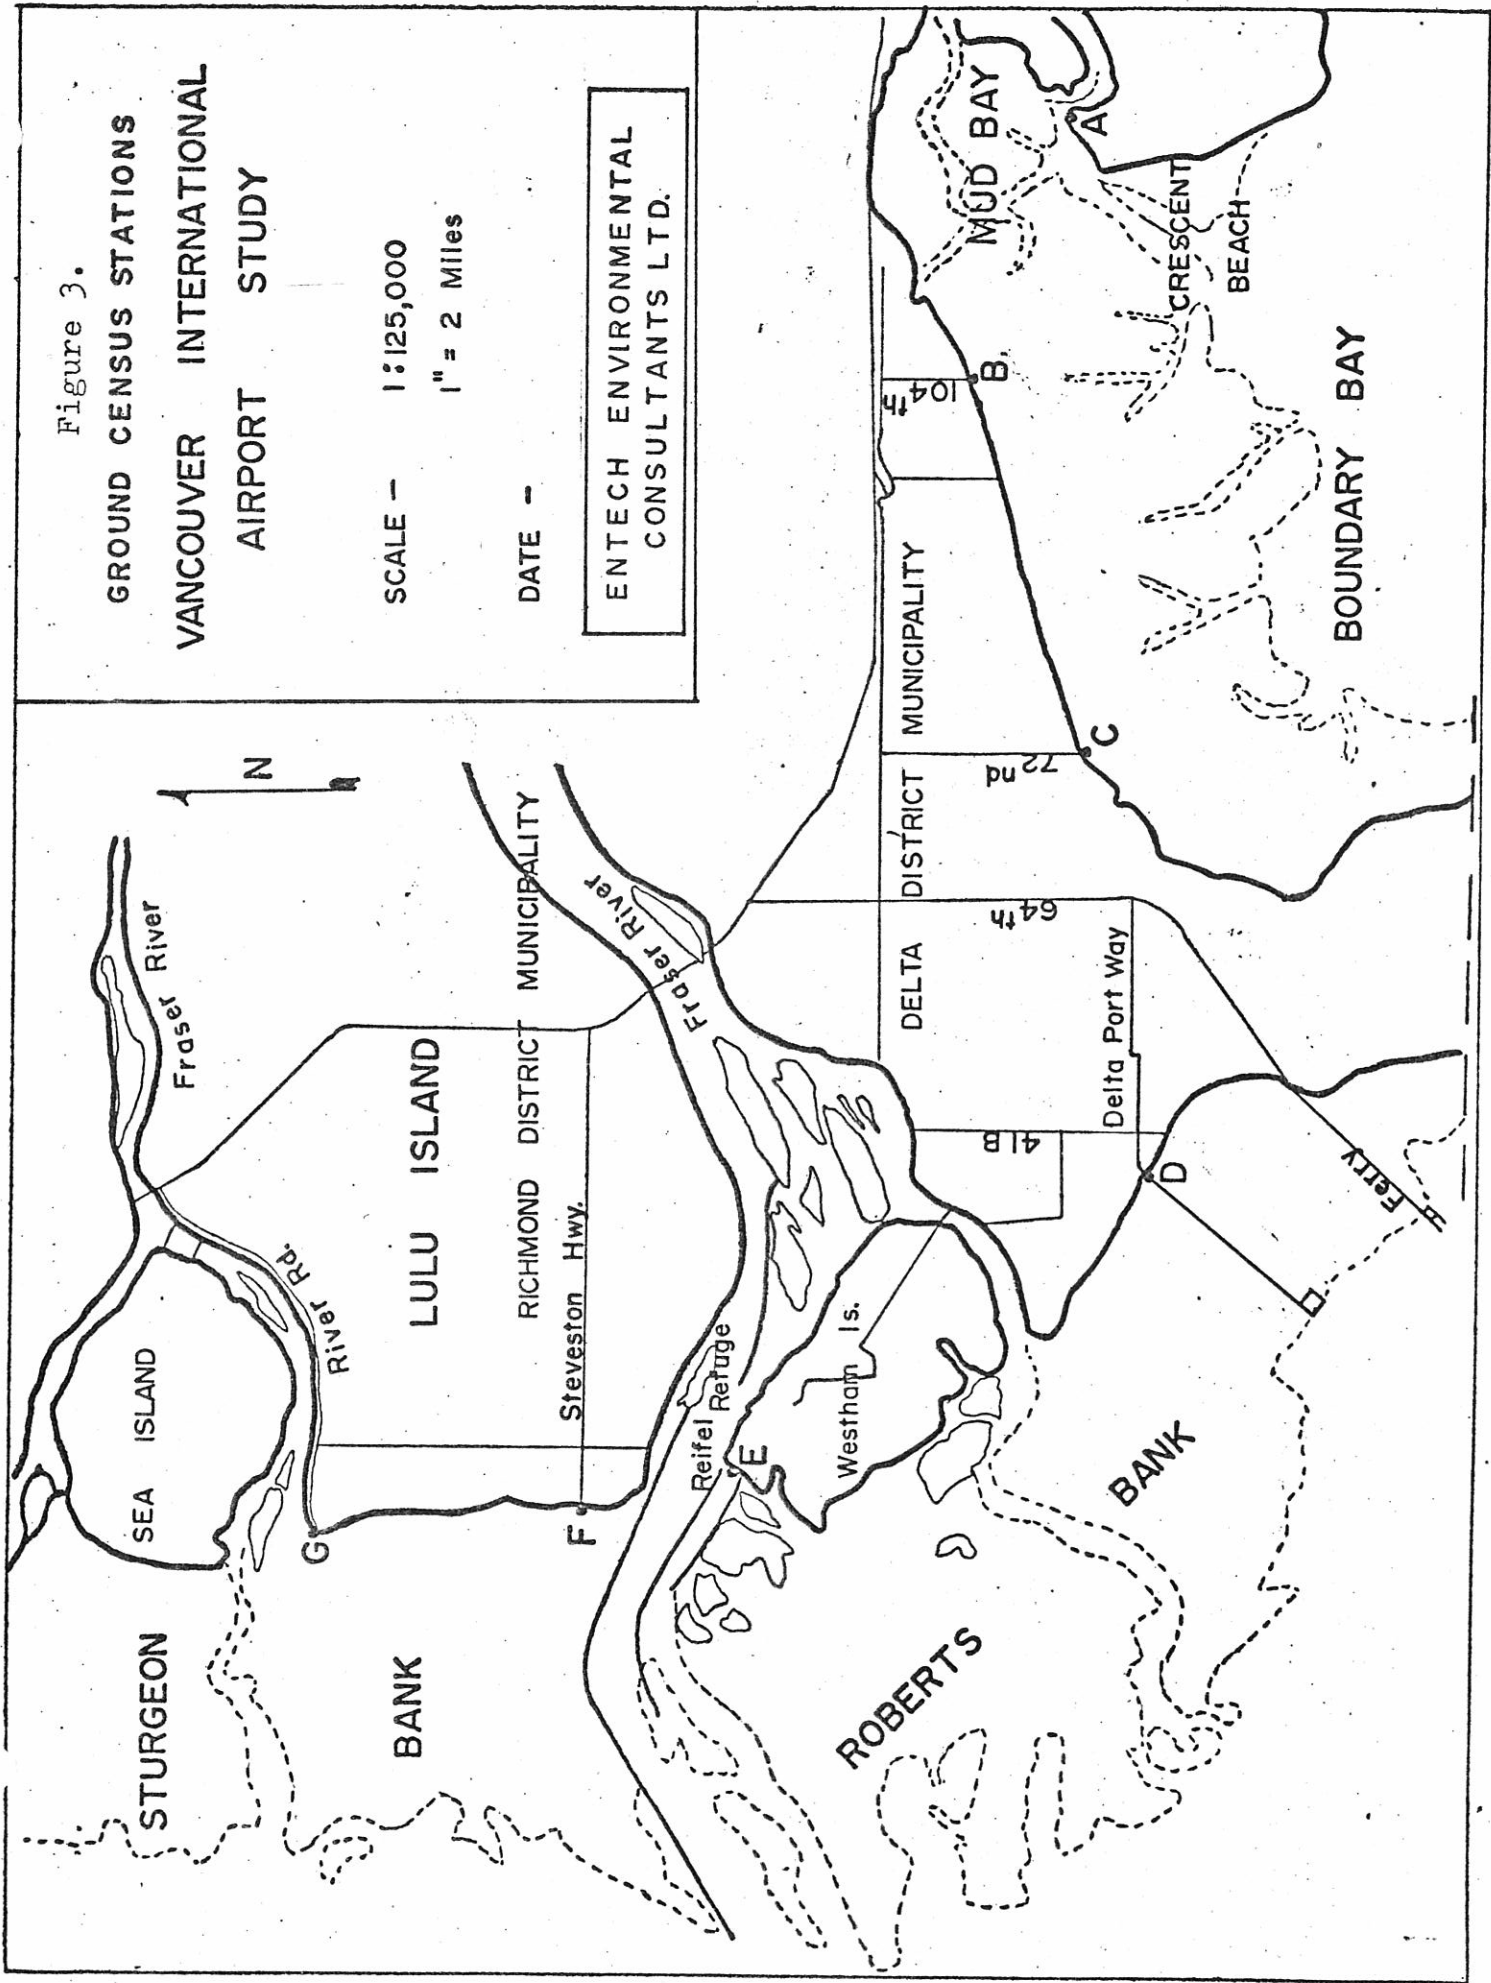 Figure 3.
GROUND CENSUS STATIONS
VANCOUVER INTERNATIONAL
AIRPORT STUDY
SCALE – 1:125,000
1" = 2 Miles
DATE –
ENTECH ENVIRONMENTAL
CONSULTANTS LTD.
N
STURGEON
BANK
SEA ISLAND
Fraser River
River Rd.
G
LULU ISLAND
RICHMOND DISTRICT MUNICIPALITY
Steveston Hwy.
F
Fraser River
Reifel
Refuge
E
Westham Is.
ROBERTS
BANK
DELTA DISTRICT MUNICIPALITY
41B
64th
72nd
104th
Delta Port Way
D
Ferry
C
B
MUD BAY
A
CRESCENT
BEACH
BOUNDARY BAY